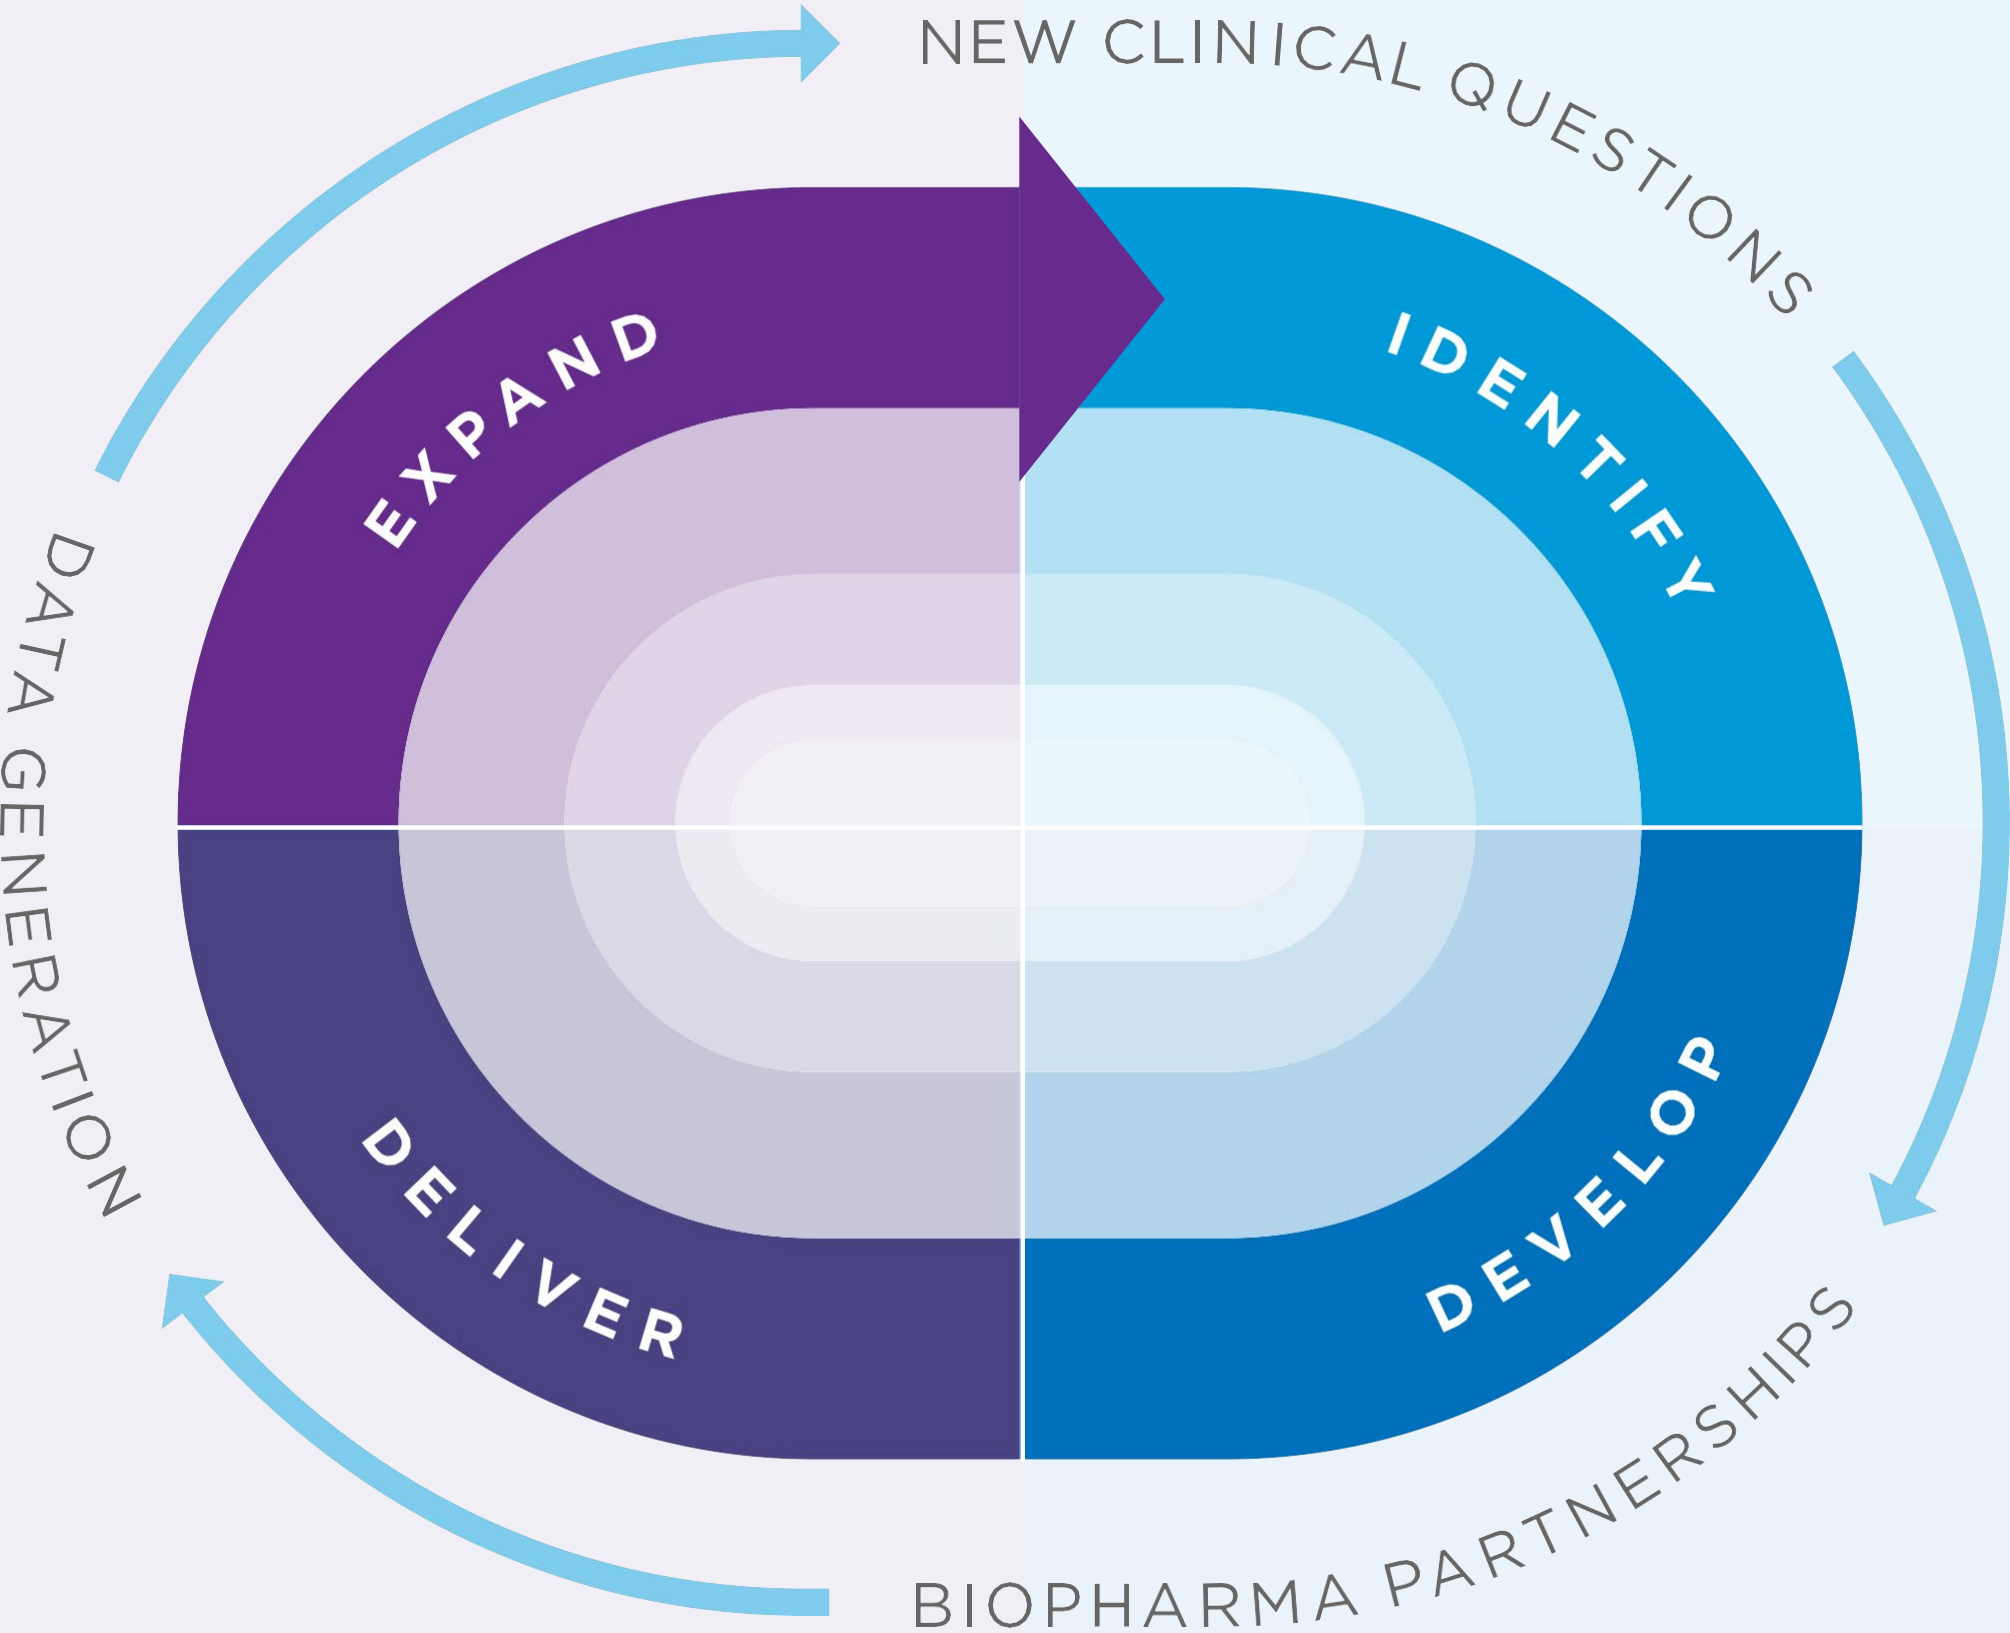 NEW CLINICAL QUESTIONS
EXPAND
IDENTIFY
DATA GENERATION
DELIVER
DEVELOP
BIOPHARMA PARTNERSHIPS